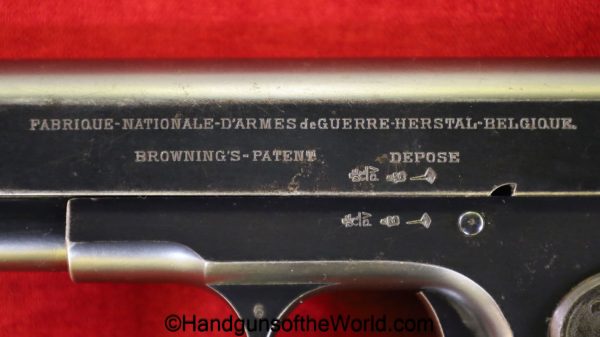 FABRIQUE-NATIONALE-D'ARMES de GUERRE-HERSTAL-BELGIQUE.
BROWNING'S-PATENT DEPOSE
©HandgunsoftheWorld.com